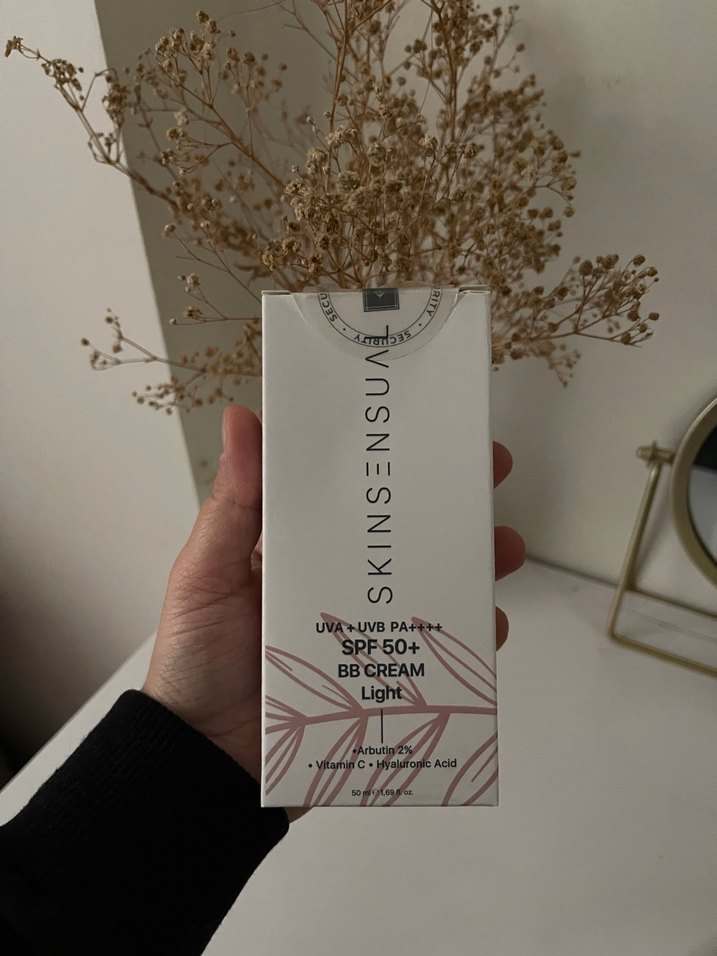 SECURITY • SECURITY
SKINSENSUAL
UVA + UVB PA++++
SPF 50+
BB CREAM
Light
•Arbutin 2%
• Vitamin C • Hyaluronic Acid
50 ml ℮ 1,69 fl. oz.